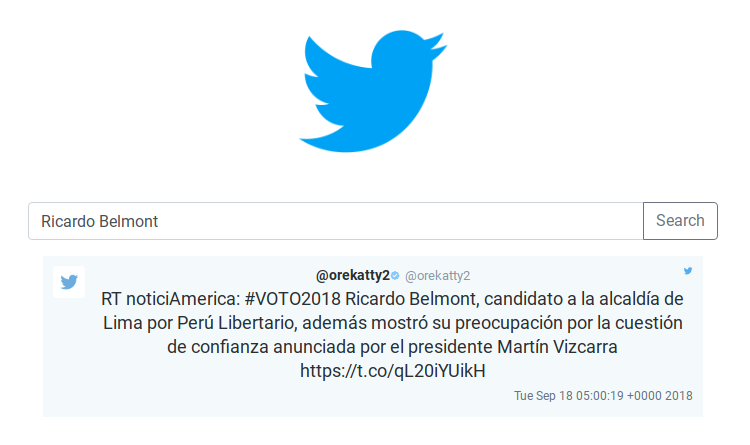 Ricardo Belmont
Search
@orekatty2 @orekatty2
RT noticiAmerica: #VOTO2018 Ricardo Belmont, candidato a la alcaldía de
Lima por Perú Libertario, además mostró su preocupación por la cuestión
de confianza anunciada por el presidente Martín Vizcarra
https://t.co/qL20iYUikH
Tue Sep 18 05:00:19 +0000 2018